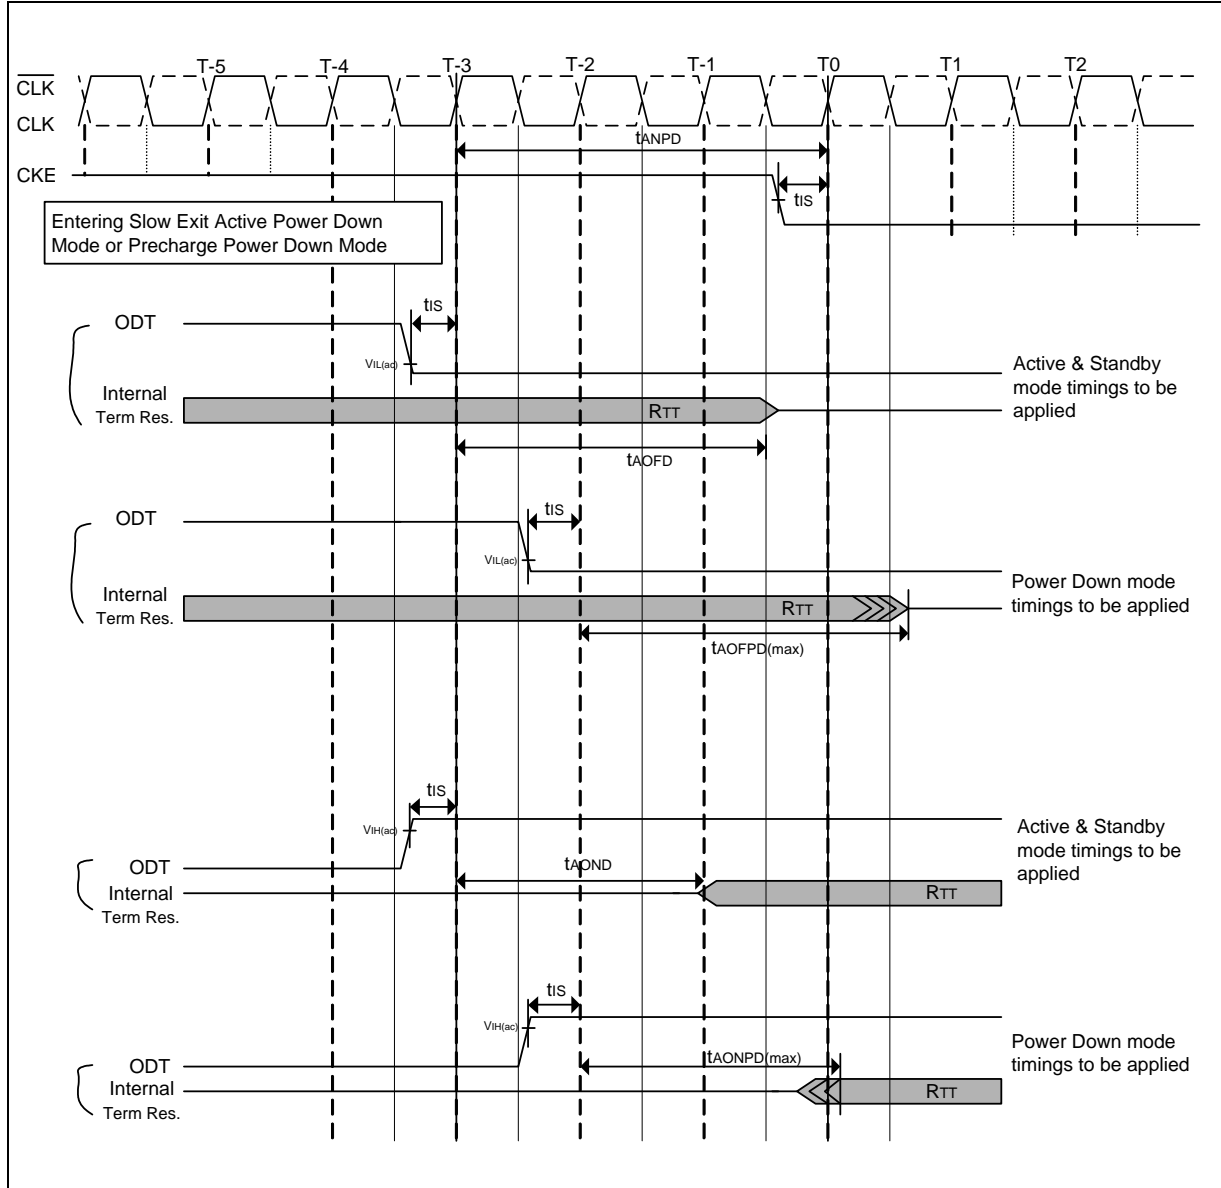 T-5 T-4 T-3 T-2 T-1 T0 T1 T2
CLK
CLK
tANPD
CKE
tIS
Entering Slow Exit Active Power Down
Mode or Precharge Power Down Mode
tIS
ODT
VIL(ac)
Active & Standby
mode timings to be
applied
Internal
Term Res.
RTT
tAOFD
tIS
ODT
VIL(ac)
Power Down mode
timings to be applied
Internal
Term Res.
RTT
tAOFPD(max)
tIS
VIH(ac)
Active & Standby
mode timings to be
applied
ODT
tAOND
Internal
Term Res.
RTT
tIS
VIH(ac)
Power Down mode
timings to be applied
ODT
tAONPD(max)
Internal
Term Res.
RTT